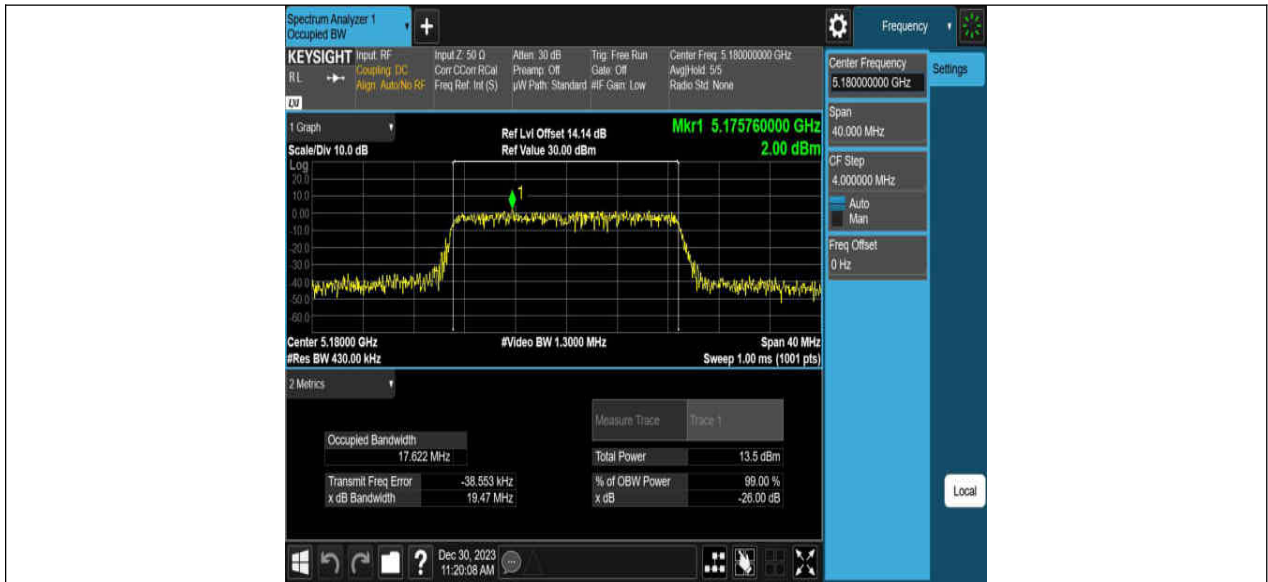 Spectrum Analyzer 1
Occupied BW
+
Frequency
KEYSIGHT Input: RF Input Z: 50 Ω Atten: 30 dB Trig: Free Run Center Freq: 5.180000000 GHz
RL Coupling: DC Corr CCorr RCal Preamp: Off Gate: Off Avg|Hold: 5/5
Align: Auto/No RF Freq Ref: Int (S) µW Path: Standard #IF Gain: Low Radio Std: None
LVI
Center Frequency
5.180000000 GHz
Settings
Span
40.000 MHz
CF Step
4.000000 MHz
Auto
Man
Freq Offset
0 Hz
Local
1 Graph
Ref Lvl Offset 14.14 dB
Mkr1 5.175760000 GHz
Scale/Div 10.0 dB
Ref Value 30.00 dBm
2.00 dBm
Log
20.0
10.0
0.00
-10.0
-20.0
-30.0
-40.0
-50.0
-60.0
1
Center 5.18000 GHz #Video BW 1.3000 MHz Span 40 MHz
#Res BW 430.00 kHz Sweep 1.00 ms (1001 pts)
2 Metrics
Measure Trace Trace 1
Occupied Bandwidth
17.622 MHz
Total Power 13.5 dBm
Transmit Freq Error -38.553 kHz % of OBW Power 99.00 %
x dB Bandwidth 19.47 MHz x dB -26.00 dB
?
Dec 30, 2023
11:20:08 AM